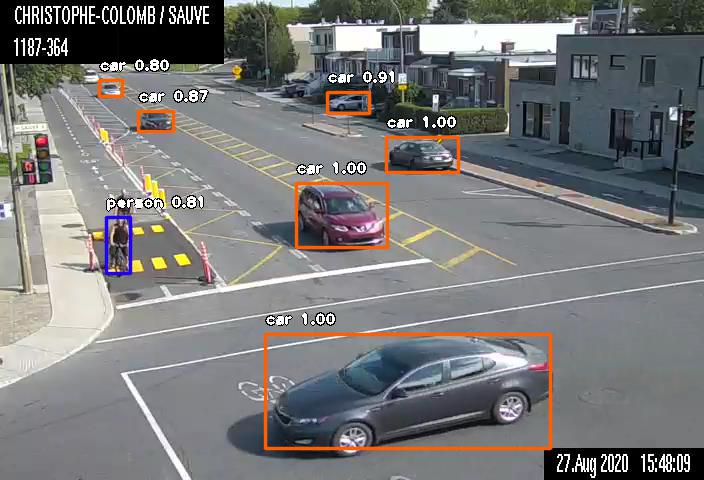 CHRISTOPHE-COLOMB / SAUVE
1187-364
car 0.80
car 0.91
car 0.87
car 1.00
car 1.00
person 0.81
car 1.00
27.Aug 2020 15:48:09